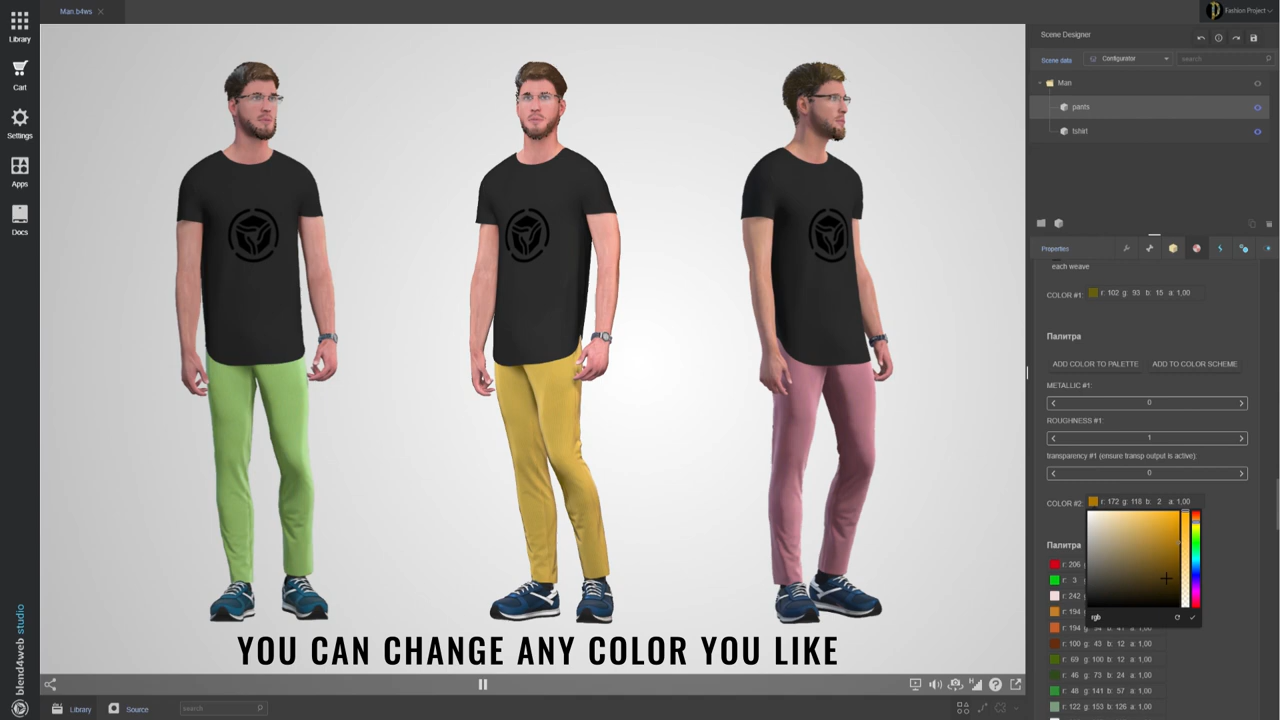 Man.b4ws
Fashion Project
Library
Cart
Settings
Apps
Docs
blend4web studio
Scene Designer
Scene data
Configurator
search
Man
pants
tshirt
Properties
each weave
COLOR #1:
r: 102 g: 93 b: 15 a: 1,00
Палитра
ADD COLOR TO PALETTE
ADD TO COLOR SCHEME
METALLIC #1:
0
ROUGHNESS #1:
1
transparency #1 (ensure transp output is active):
0
COLOR #2:
r: 172 g: 118 b: 2 a: 1,00
Палитра
r: 206
r: 3
r: 242
r: 194
rgb
r: 194
r: 100 g: 43 b: 12 a: 1,00
r: 69 g: 100 b: 12 a: 1,00
r: 46 g: 73 b: 24 a: 1,00
r: 48 g: 141 b: 57 a: 1,00
r: 122 g: 153 b: 126 a: 1,00
YOU CAN CHANGE ANY COLOR YOU LIKE
H
Library
Source
search